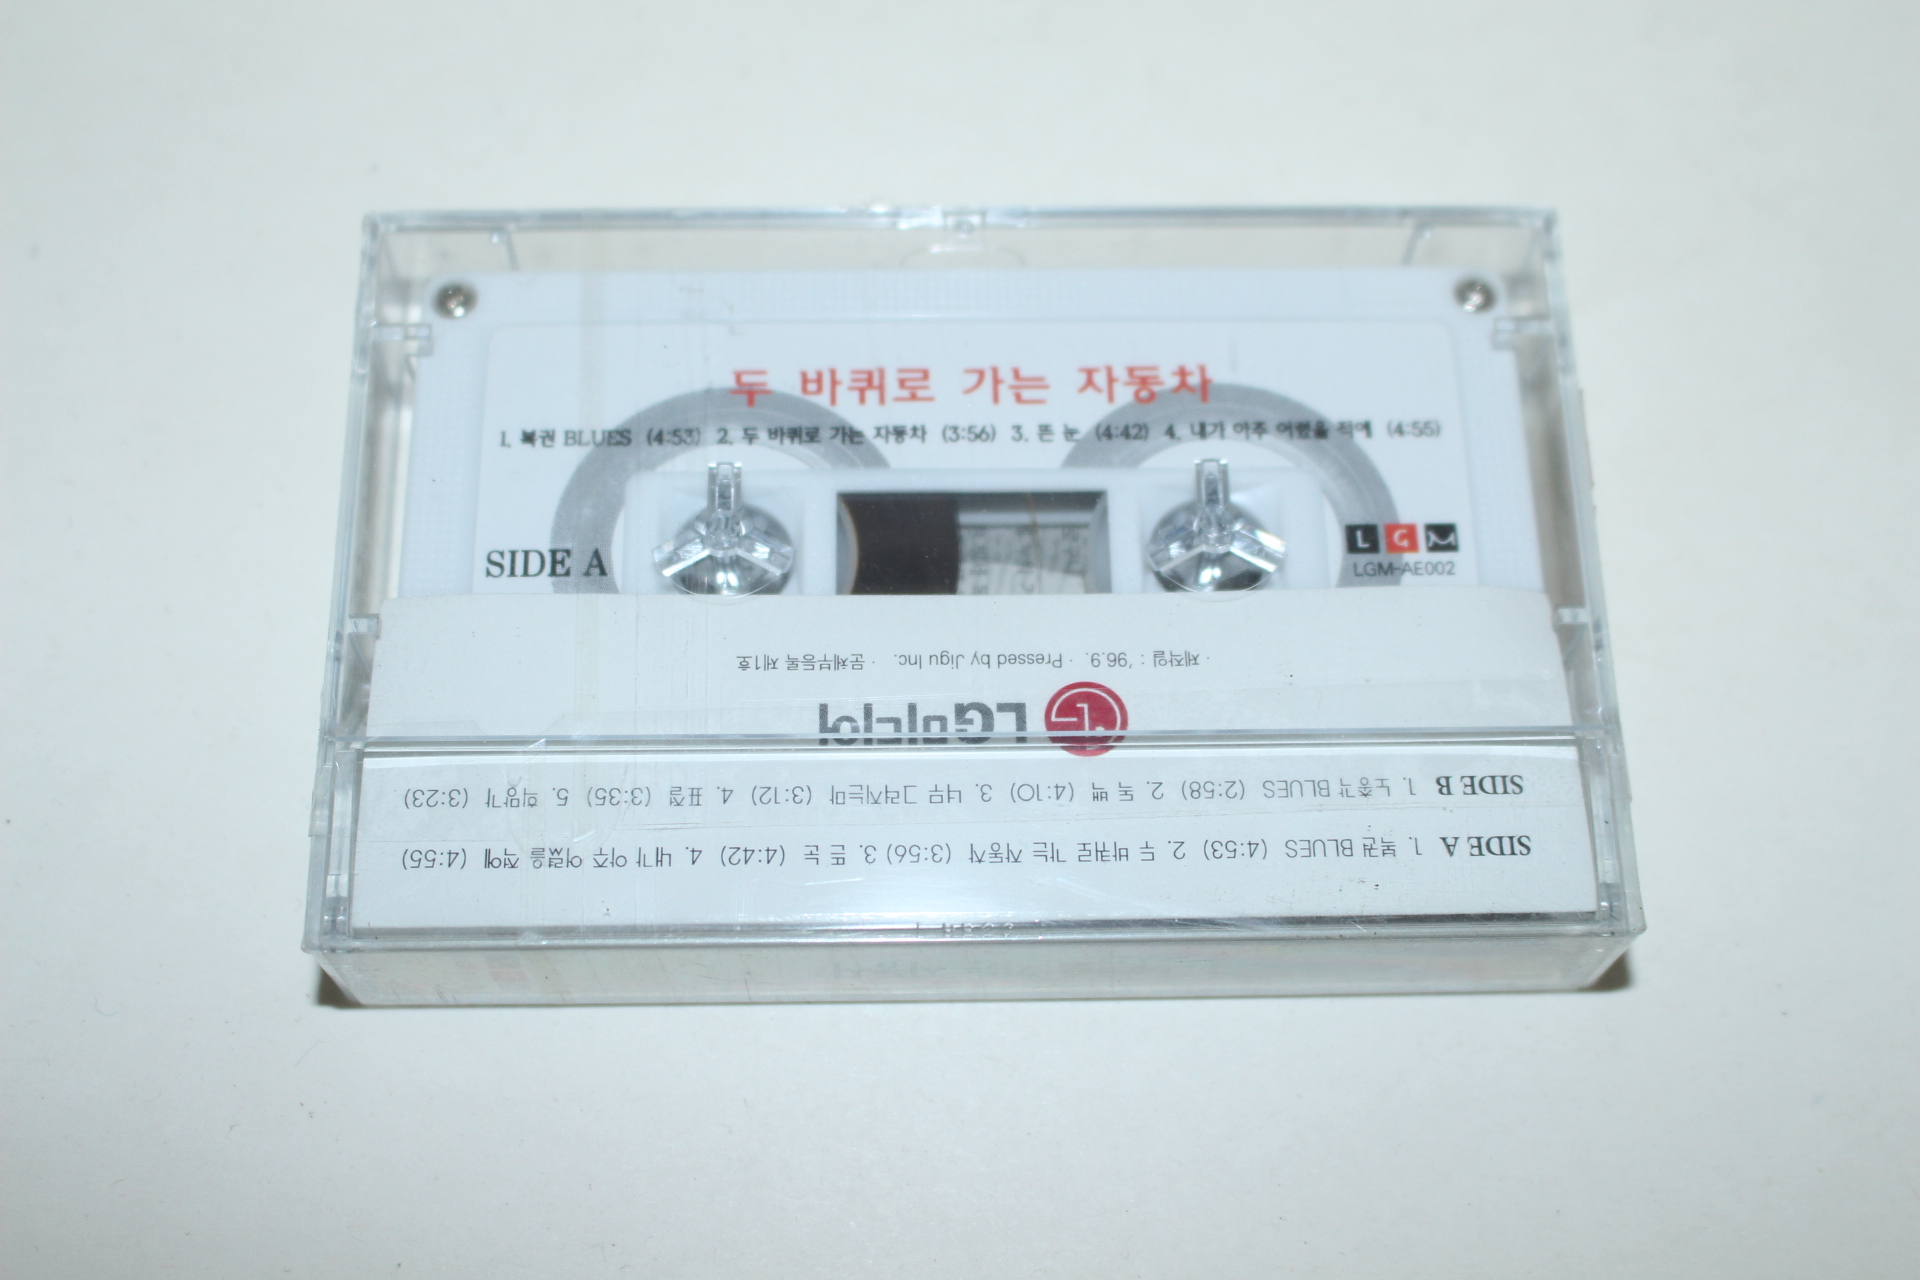 두 바퀴로 가는 자동차
1. 복권 BLUES (4:53) 2. 두 바퀴로 가는 자동차 (3:56) 3. 뜬 눈 (4:42) 4. 내가 아주 어렸을 적에 (4:55)
SIDE A
L G M
LGM-AE002
· 제작일 : '96.9. · Pressed by Jigu Inc. · 문체부등록 제1호
LG미디어
SIDE B 1. 노총각 BLUES (2:58) 2. 독 백 (4:10) 3. 너무 그러지는마 (3:12) 4. 표절 (3:35) 5. 희망가 (3:23)
SIDE A 1. 복권 BLUES (4:53) 2. 두 바퀴로 가는 자동차 (3:56) 3. 뜬 눈 (4:42) 4. 내가 아주 어렸을 적에 (4:55)